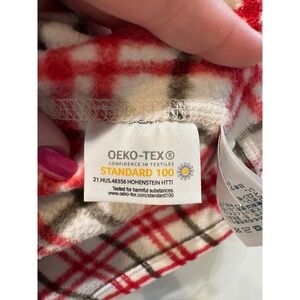 OEKO-TEX®
CONFIDENCE IN TEXTILES
STANDARD 100
21.HUS.48356 HOHENSTEIN HTTI
Tested for harmful substances.
www.oeko-tex.com/standard100